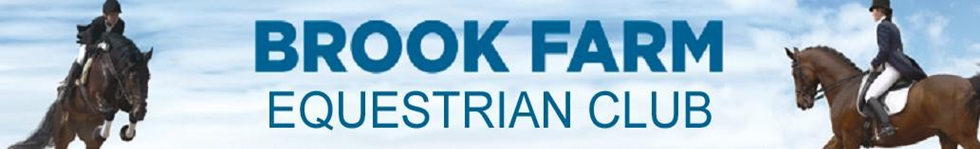 BROOK FARM
EQUESTRIAN CLUB